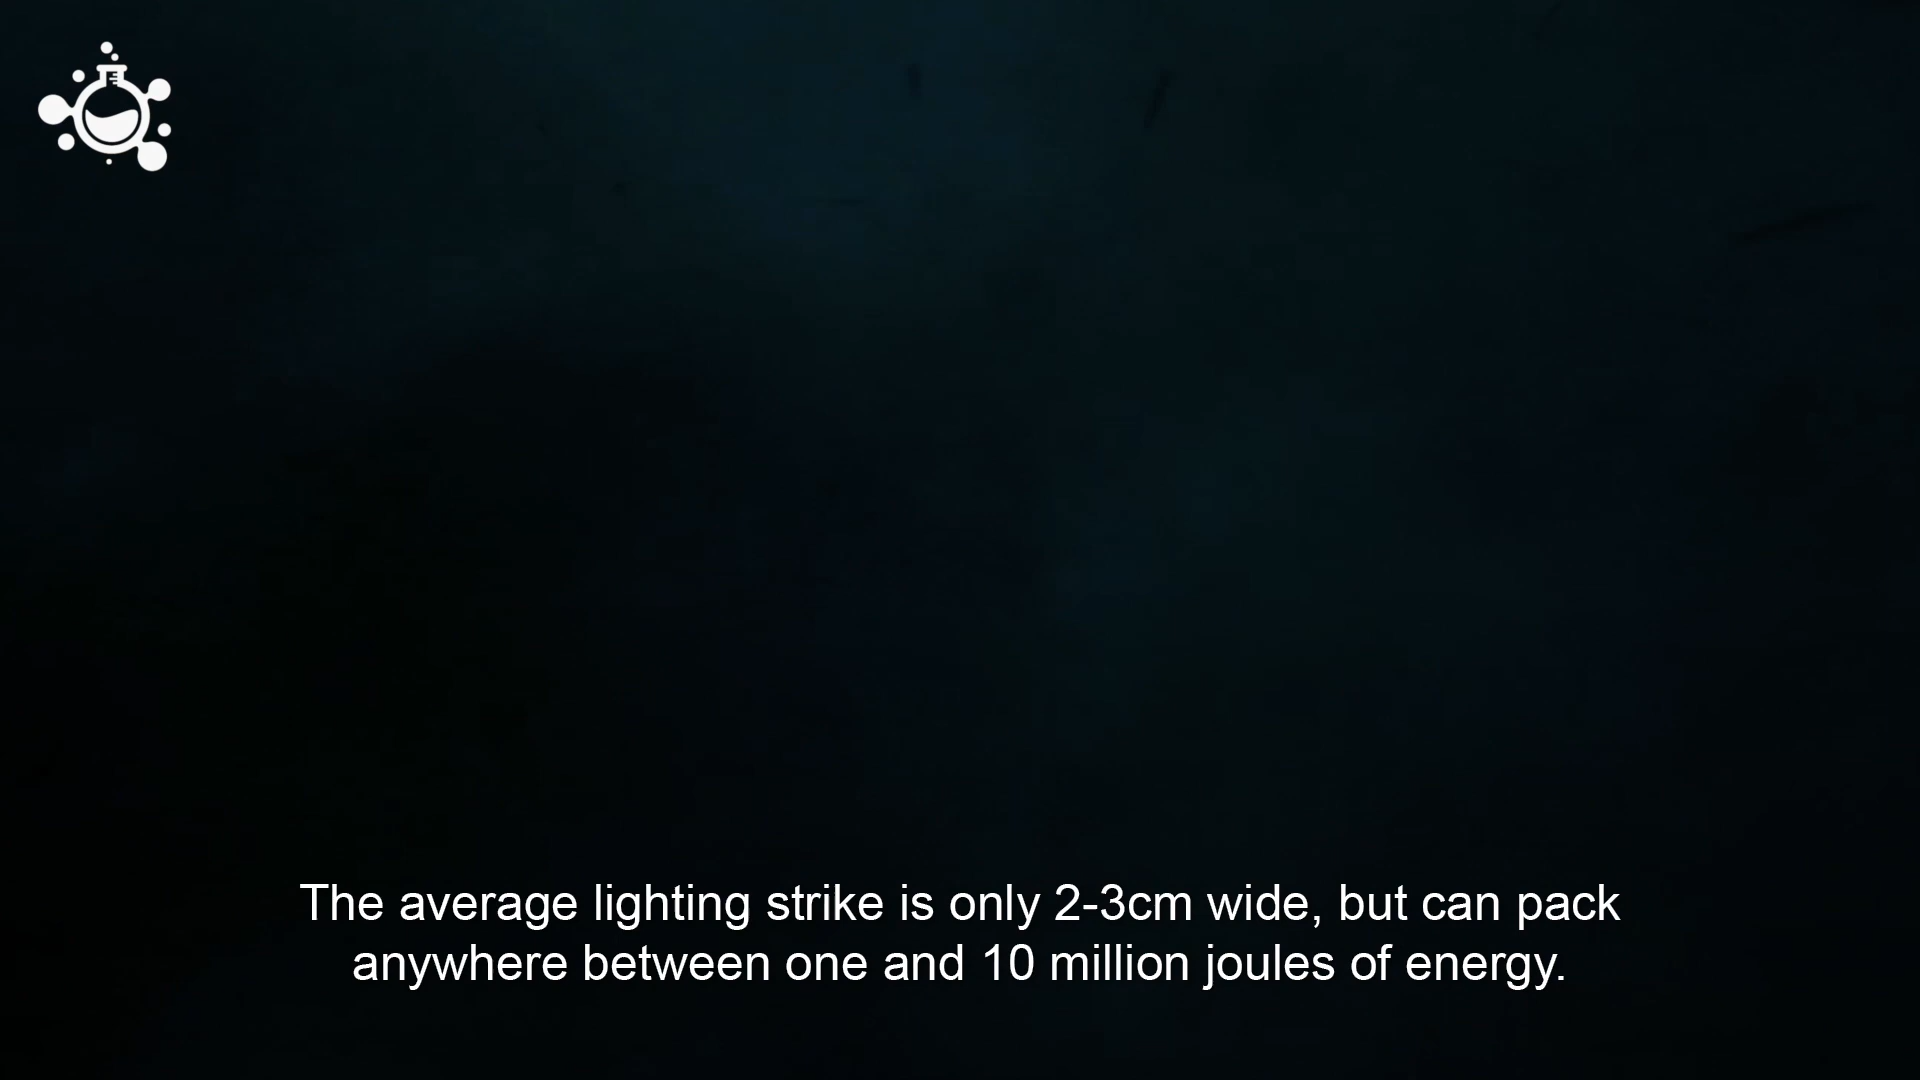 The average lighting strike is only 2-3cm wide, but can pack
anywhere between one and 10 million joules of energy.